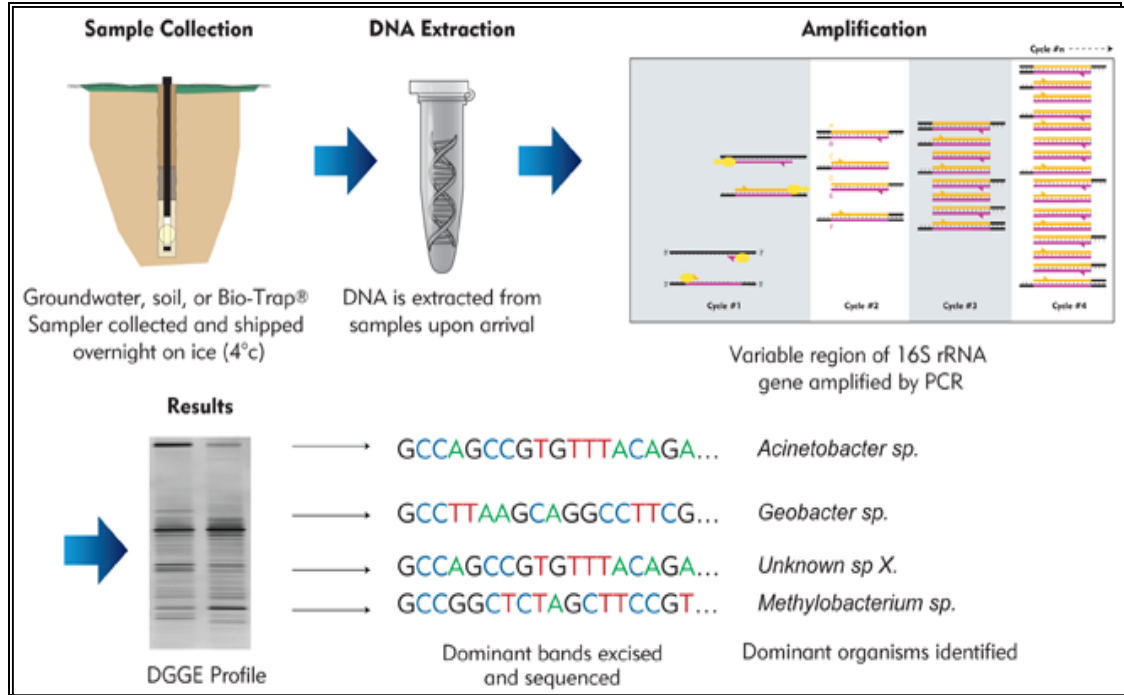 Sample Collection
DNA Extraction
Amplification
Cycle #n
Cycle #1
Cycle #2
Cycle #3
Cycle #4
Groundwater, soil, or Bio-Trap®
Sampler collected and shipped
overnight on ice (4°c)
DNA is extracted from
samples upon arrival
Variable region of 16S rRNA
gene amplified by PCR
Results
GCCAGCCGTGTTTACAGA...
Acinetobacter sp.
GCCTTAAGCAGGCCTTCG...
Geobacter sp.
GCCAGCCGTGTTTACAGA...
Unknown sp X.
GCCGGCTCTAGCTTCCGT...
Methylobacterium sp.
DGGE Profile
Dominant bands excised
and sequenced
Dominant organisms identified